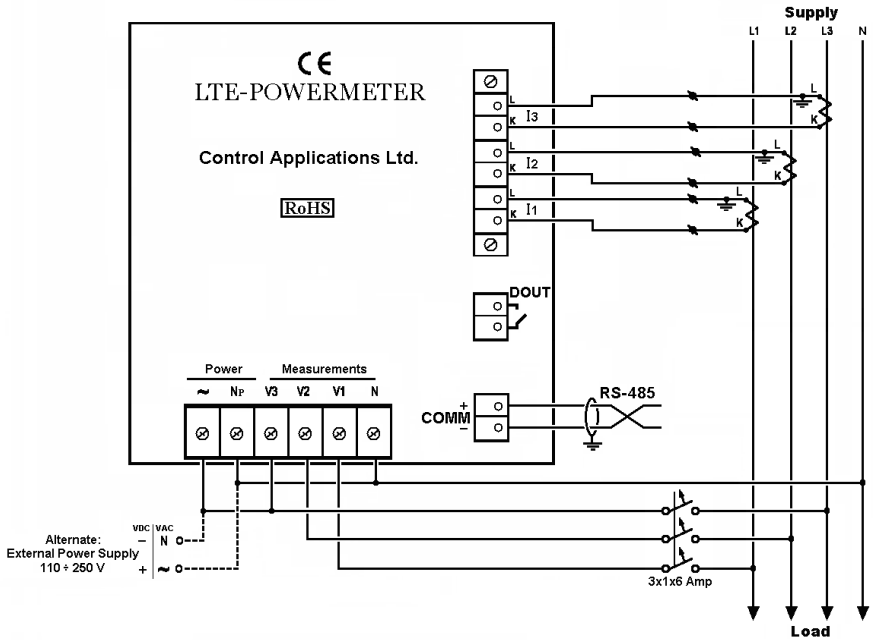 Supply
L1 L2 L3 N
CE
LTE-POWERMETER
Control Applications Ltd.
RoHS
L
I3
K
L
K
L
I2
K
L
K
L
I1
K
L
K
DOUT
Power Measurements
~ NP V3 V2 V1 N
COMM
+
−
RS-485
VDC VAC
Alternate:
External Power Supply
110 ÷ 250 V
− N
+ ~
3x1x6 Amp
Load